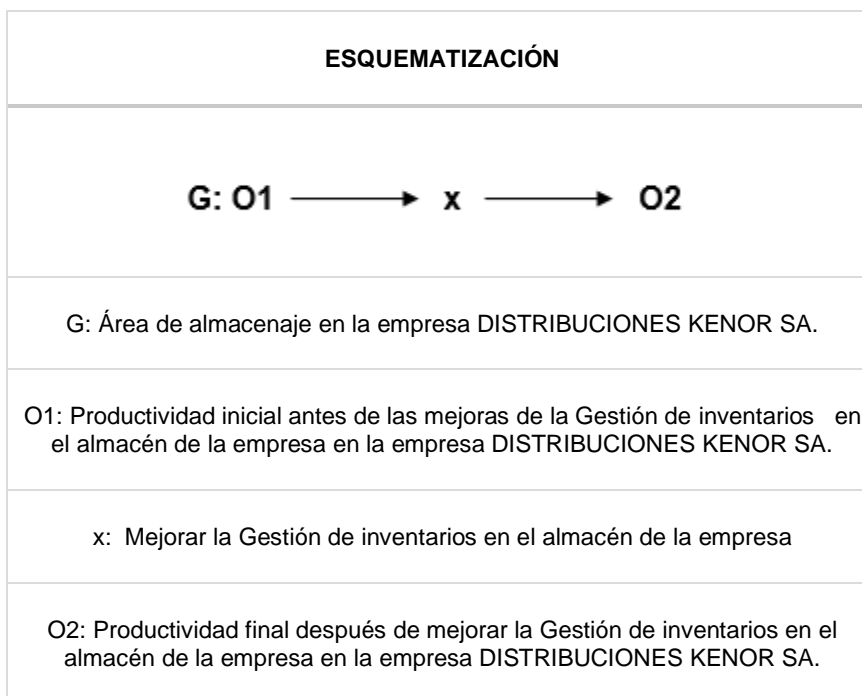 ESQUEMATIZACIÓN
G: O1 ⟶ x ⟶ O2
G: Área de almacenaje en la empresa DISTRIBUCIONES KENOR SA.
O1: Productividad inicial antes de las mejoras de la Gestión de inventarios en
el almacén de la empresa en la empresa DISTRIBUCIONES KENOR SA.
x: Mejorar la Gestión de inventarios en el almacén de la empresa
O2: Productividad final después de mejorar la Gestión de inventarios en el
almacén de la empresa en la empresa DISTRIBUCIONES KENOR SA.